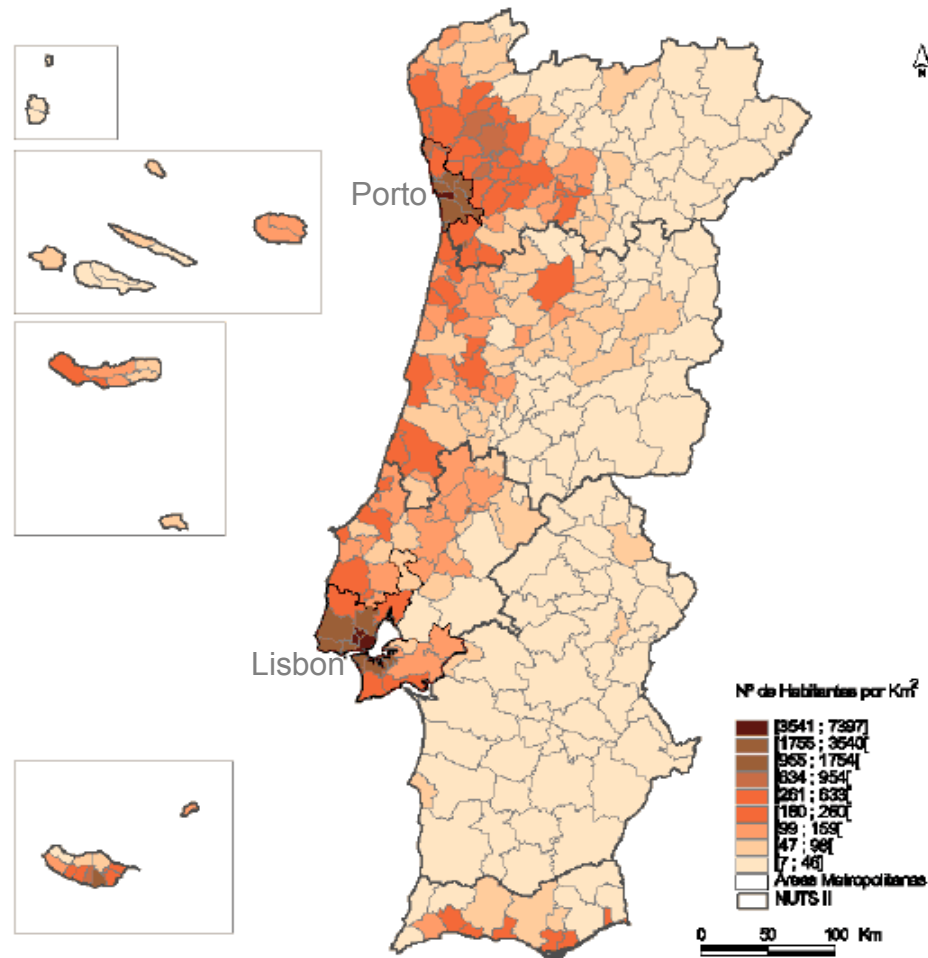 N
Porto
Lisbon
Nº de Habitantes por Km²
[3541 ; 7397]
[1755 ; 3540[
[955 ; 1754[
[634 ; 954[
[261 ; 633[
[180 ; 260[
[99 ; 159[
[47 ; 98[
[7 ; 46[
Áreas Metropolitanas
NUTS II
0 50 100 Km